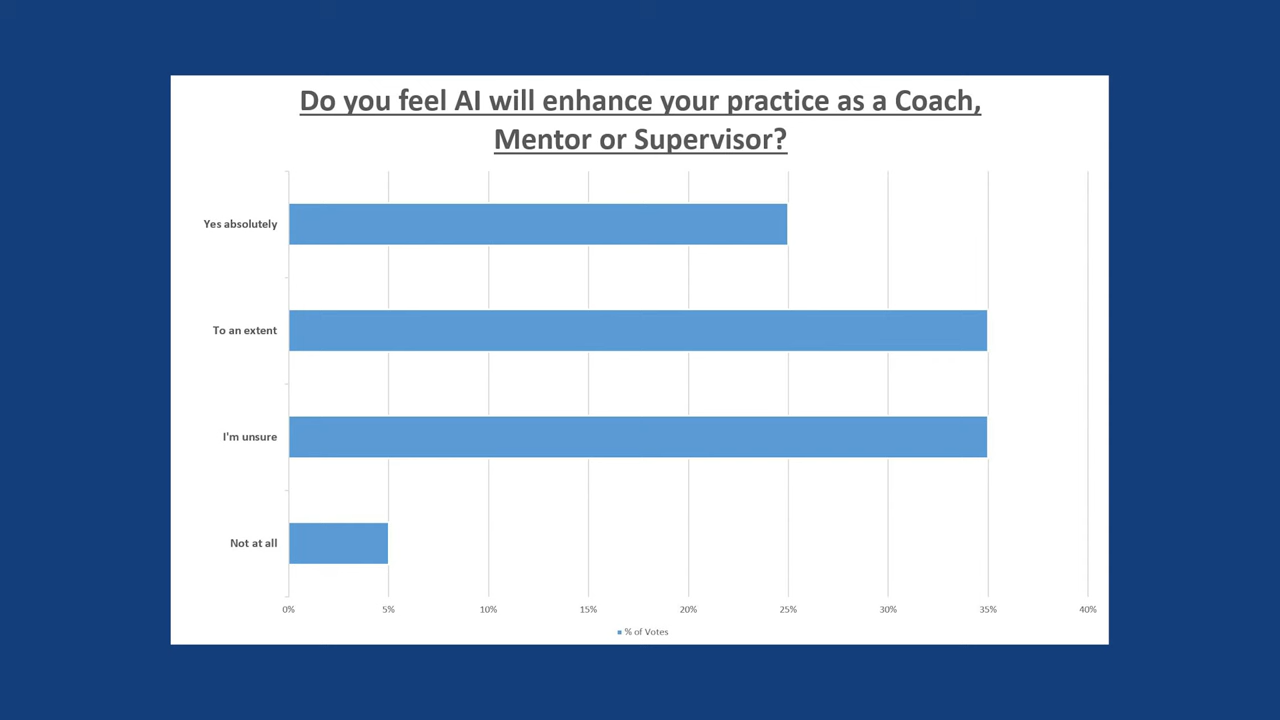 Do you feel AI will enhance your practice as a Coach,
Mentor or Supervisor?
Yes absolutely
To an extent
I'm unsure
Not at all
0% 5% 10% 15% 20% 25% 30% 35% 40%
% of Votes